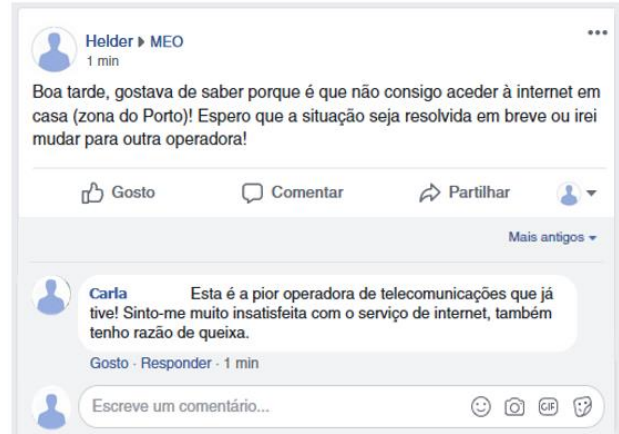 Helder ▸ MEO
1 min
Boa tarde, gostava de saber porque é que não consigo aceder à internet em
casa (zona do Porto)! Espero que a situação seja resolvida em breve ou irei
mudar para outra operadora!
Gosto Comentar Partilhar
Mais antigos
Carla Esta é a pior operadora de telecomunicações que já
tive! Sinto-me muito insatisfeita com o serviço de internet, também
tenho razão de queixa.
Gosto · Responder · 1 min
Escreve um comentário... GIF